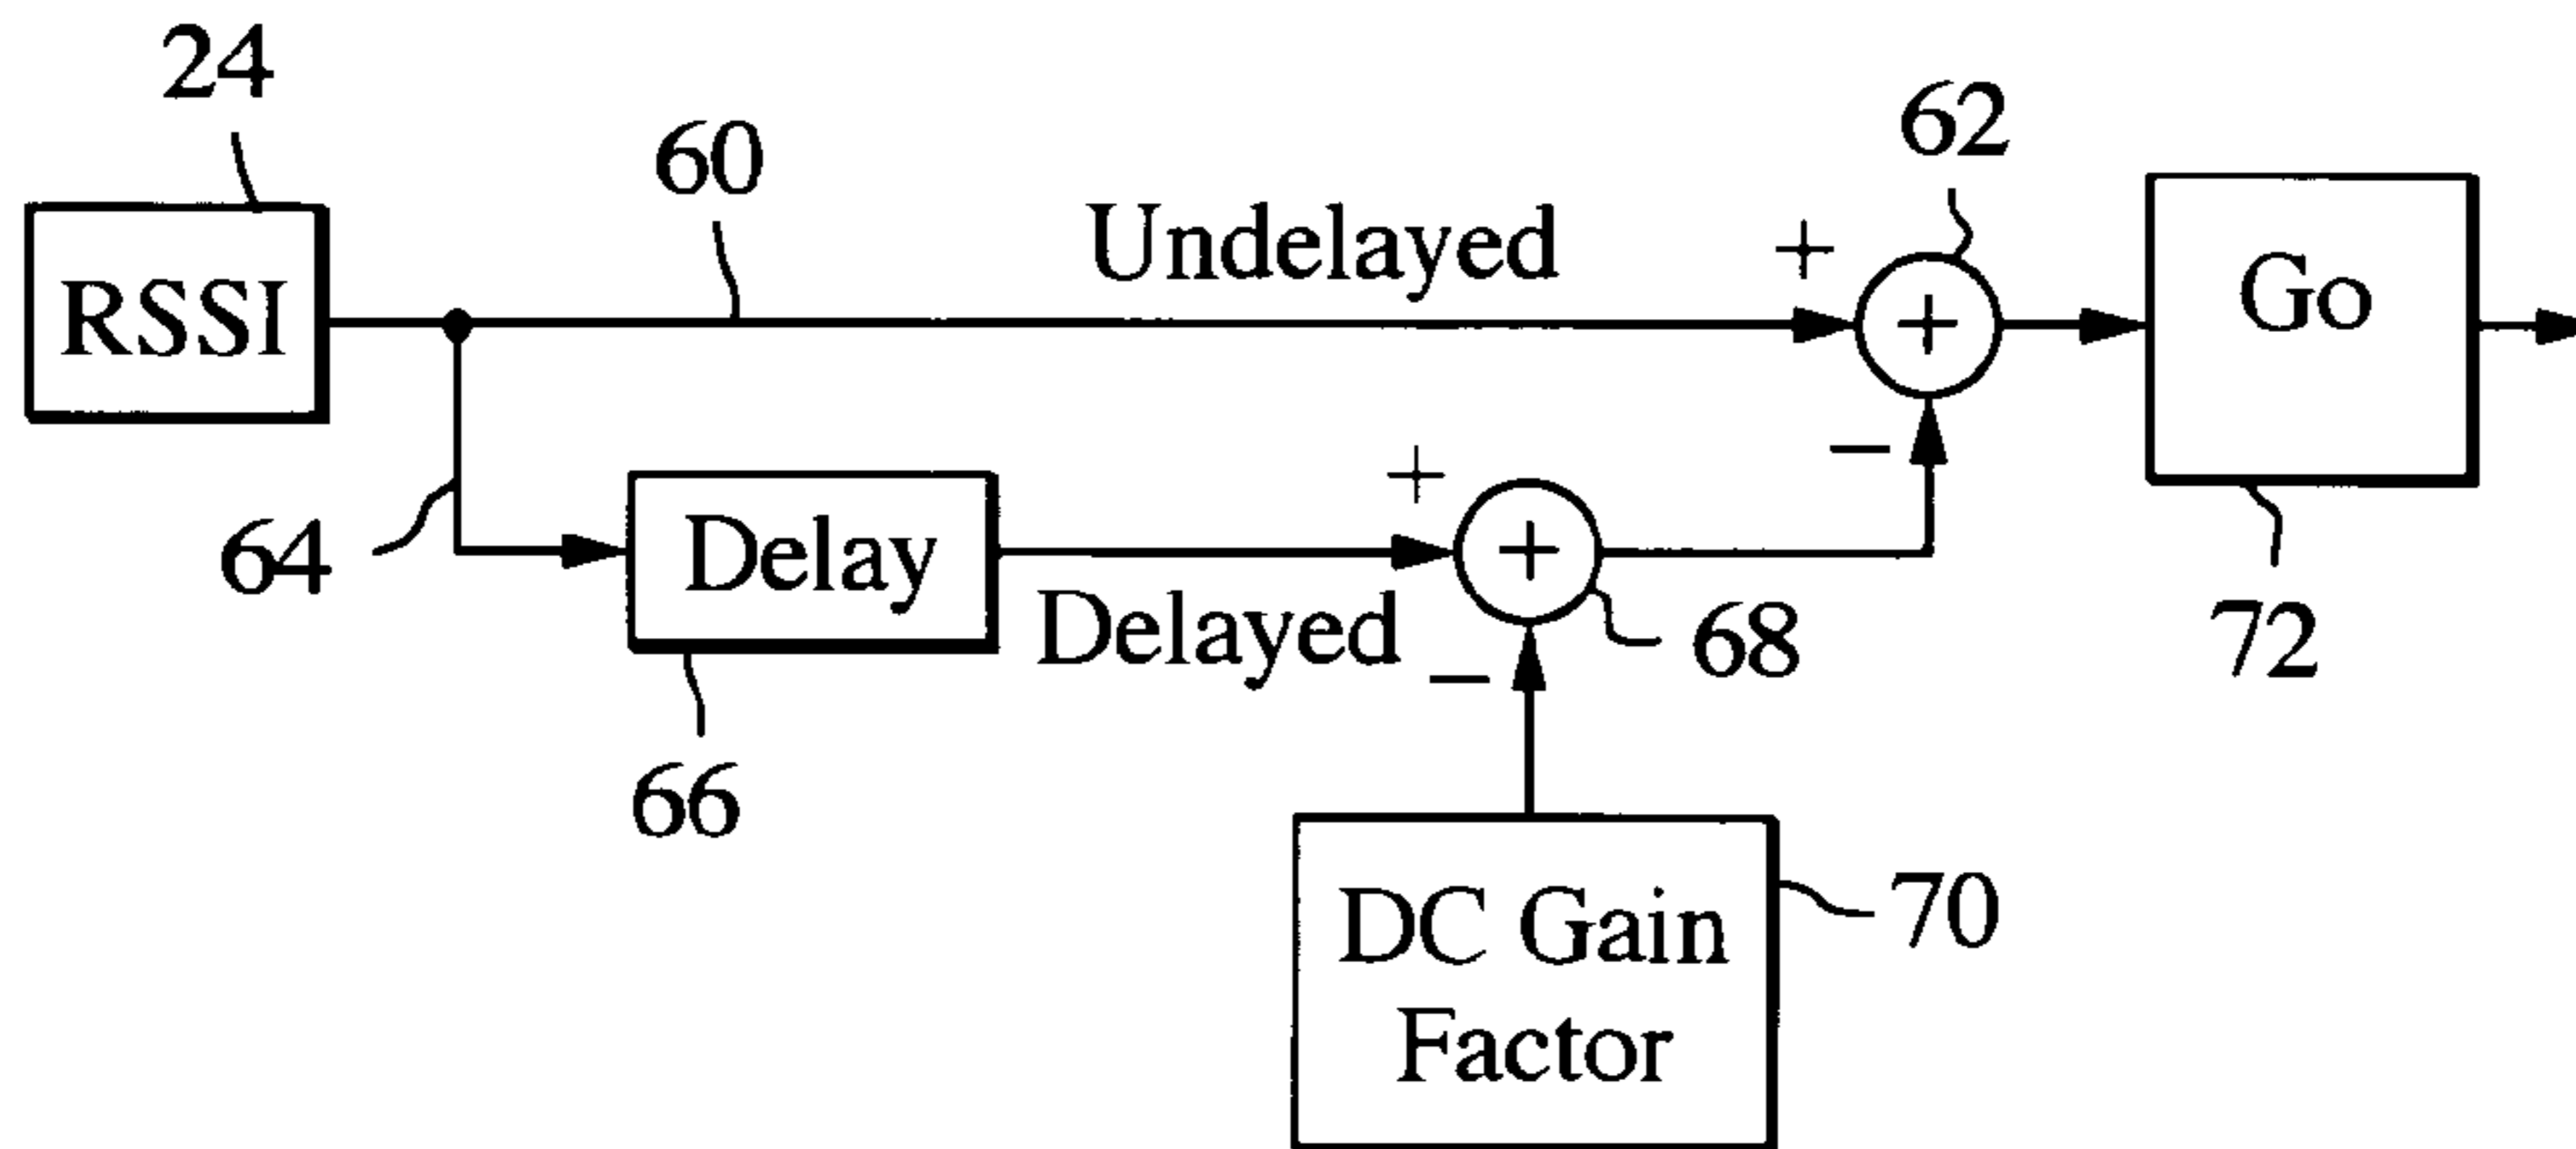 24
60
62
Undelayed
+
RSSI
+
Go
64
Delay
+
+
−
Delayed
−
68
72
66
DC Gain
Factor
70